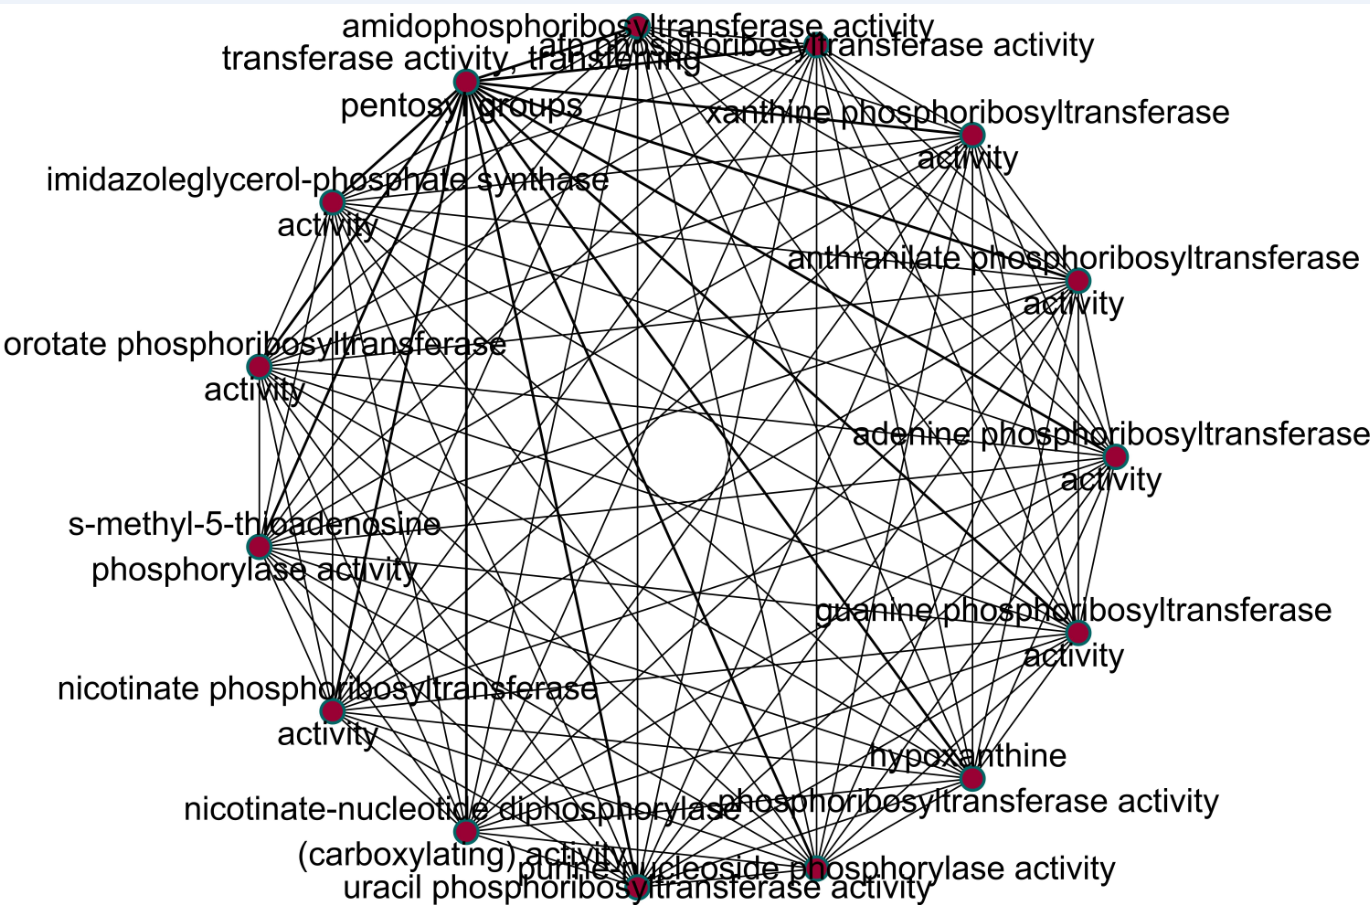 amidophosphoribosyltransferase activity
atp phosphoribosyltransferase activity
transferase activity, transferring
pentosyl groups
xanthine phosphoribosyltransferase
activity
imidazoleglycerol-phosphate synthase
activity
anthranilate phosphoribosyltransferase
activity
orotate phosphoribosyltransferase
activity
adenine phosphoribosyltransferase
activity
s-methyl-5-thioadenosine
phosphorylase activity
guanine phosphoribosyltransferase
activity
nicotinate phosphoribosyltransferase
activity
hypoxanthine
phosphoribosyltransferase activity
nicotinate-nucleotide diphosphorylase
(carboxylating) activity
purine-nucleoside phosphorylase activity
uracil phosphoribosyltransferase activity